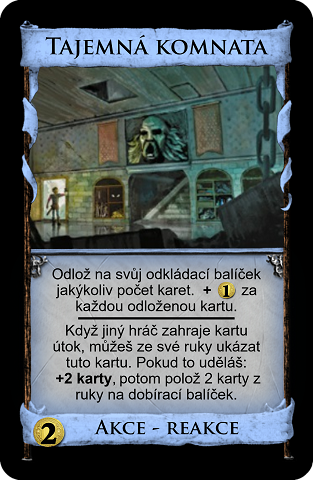 Tajemná komnata
Odlož na svůj odkládací balíček
jakýkoliv počet karet. + 1 za
každou odloženou kartu.
Když jiný hráč zahraje kartu
útok, můžeš ze své ruky ukázat
tuto kartu. Pokud to uděláš:
+2 karty, potom polož 2 karty z
ruky na dobírací balíček.
2 Akce - reakce